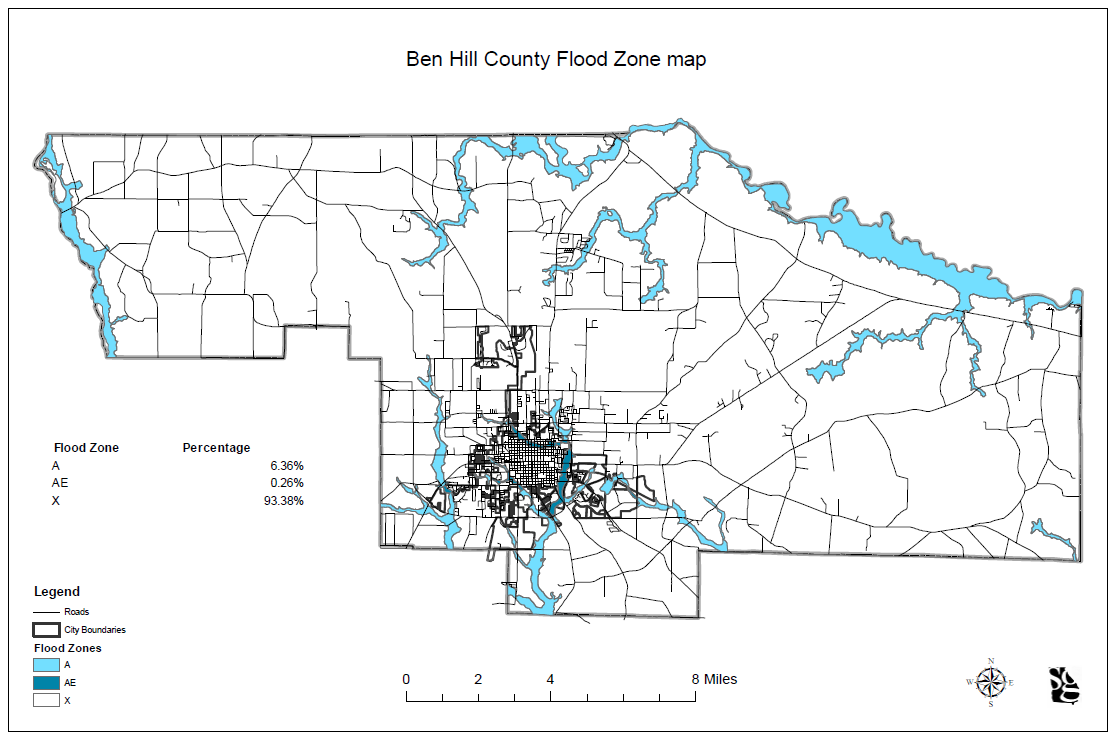 Ben Hill County Flood Zone map
Flood Zone Percentage
A 6.36%
AE 0.26%
X 93.38%
Legend
Roads
City Boundaries
Flood Zones
A
AE
X
0 2 4 8 Miles
N
W E
S